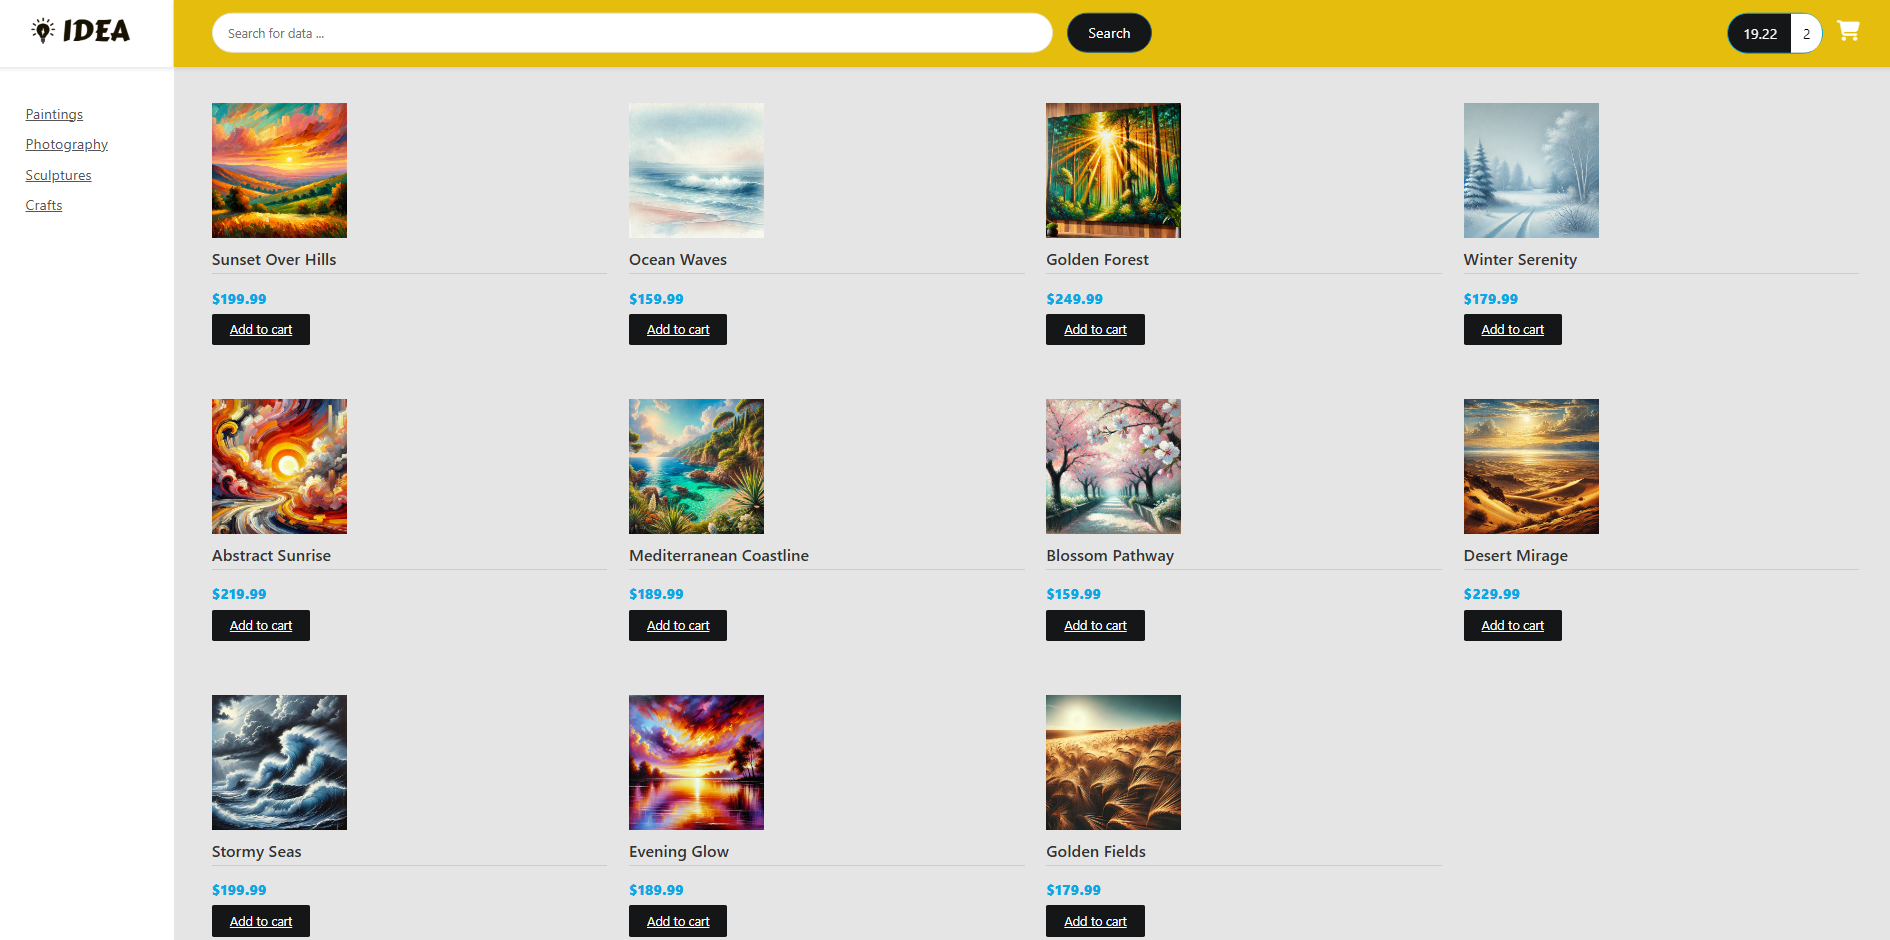 IDEA
Search for data ...
Search
19.22
2
Paintings
Photography
Sculptures
Crafts
Sunset Over Hills
$199.99
Add to cart
Ocean Waves
$159.99
Add to cart
Golden Forest
$249.99
Add to cart
Winter Serenity
$179.99
Add to cart
Abstract Sunrise
$219.99
Add to cart
Mediterranean Coastline
$189.99
Add to cart
Blossom Pathway
$159.99
Add to cart
Desert Mirage
$229.99
Add to cart
Stormy Seas
$199.99
Add to cart
Evening Glow
$189.99
Add to cart
Golden Fields
$179.99
Add to cart